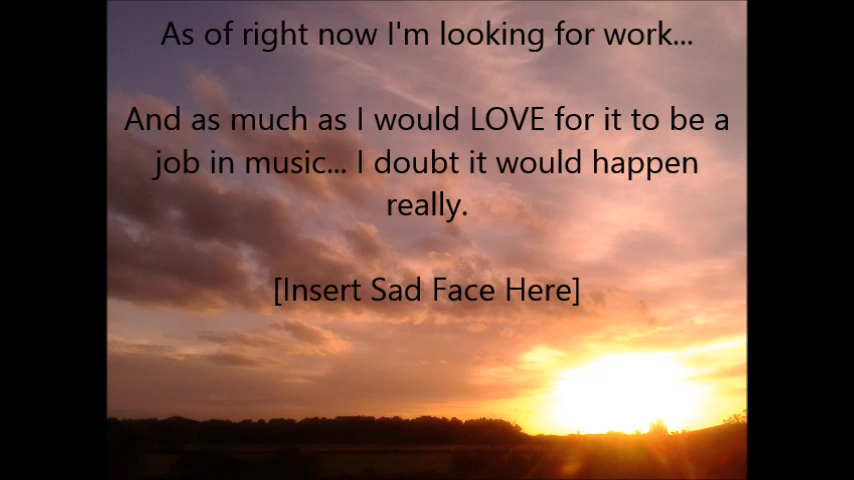 As of right now I'm looking for work...
And as much as I would LOVE for it to be a
job in music... I doubt it would happen
really.
[Insert Sad Face Here]